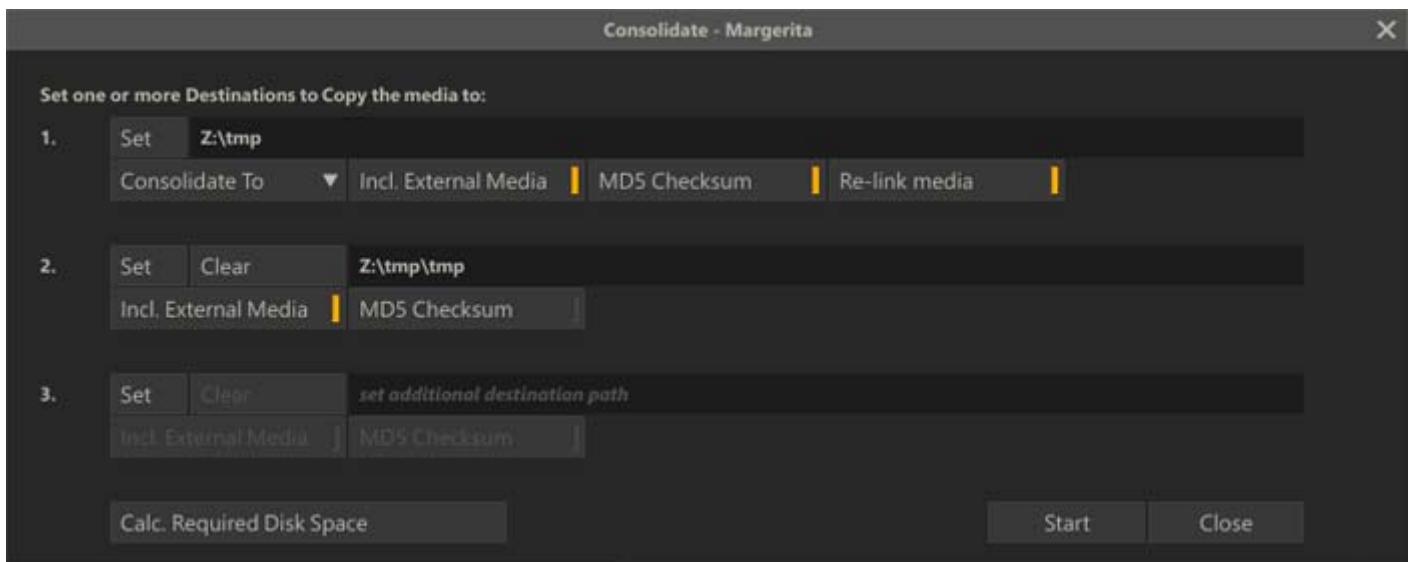 Consolidate - Margerita
Set one or more Destinations to Copy the media to:
1. Set Z:\tmp
Consolidate To Incl. External Media MD5 Checksum Re-link media
2. Set Clear Z:\tmp\tmp
Incl. External Media MD5 Checksum
3. Set Clear set additional destination path
Incl. External Media MD5 Checksum
Calc. Required Disk Space Start Close